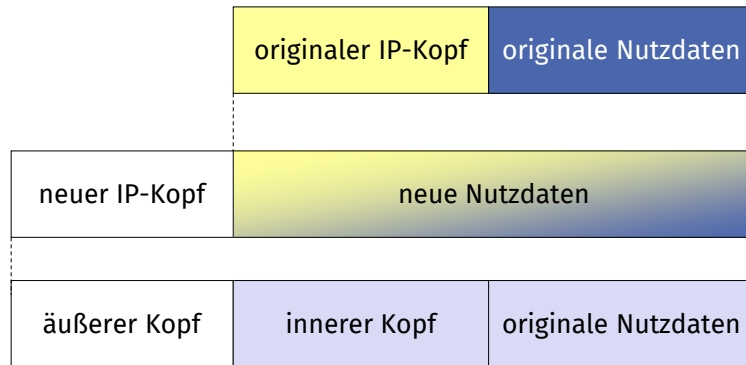 originaler IP-Kopf originale Nutzdaten
neuer IP-Kopf neue Nutzdaten
äußerer Kopf innerer Kopf originale Nutzdaten